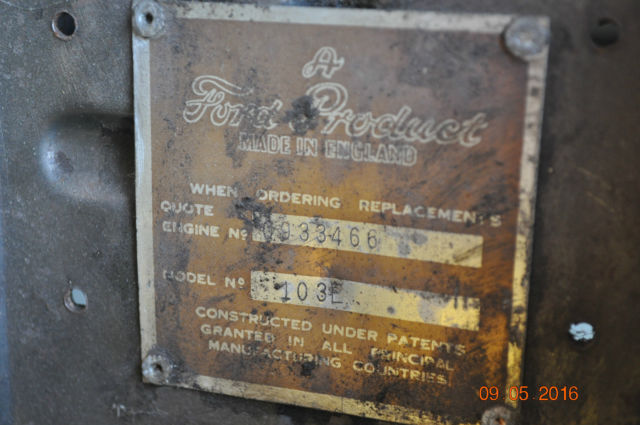 A
Ford Product
MADE IN ENGLAND
WHEN ORDERING REPLACEMENTS
QUOTE
ENGINE Nº 933466
MODEL Nº 103E
CONSTRUCTED UNDER PATENTS
GRANTED IN ALL PRINCIPAL
MANUFACTURING COUNTRIES
09 05 2016